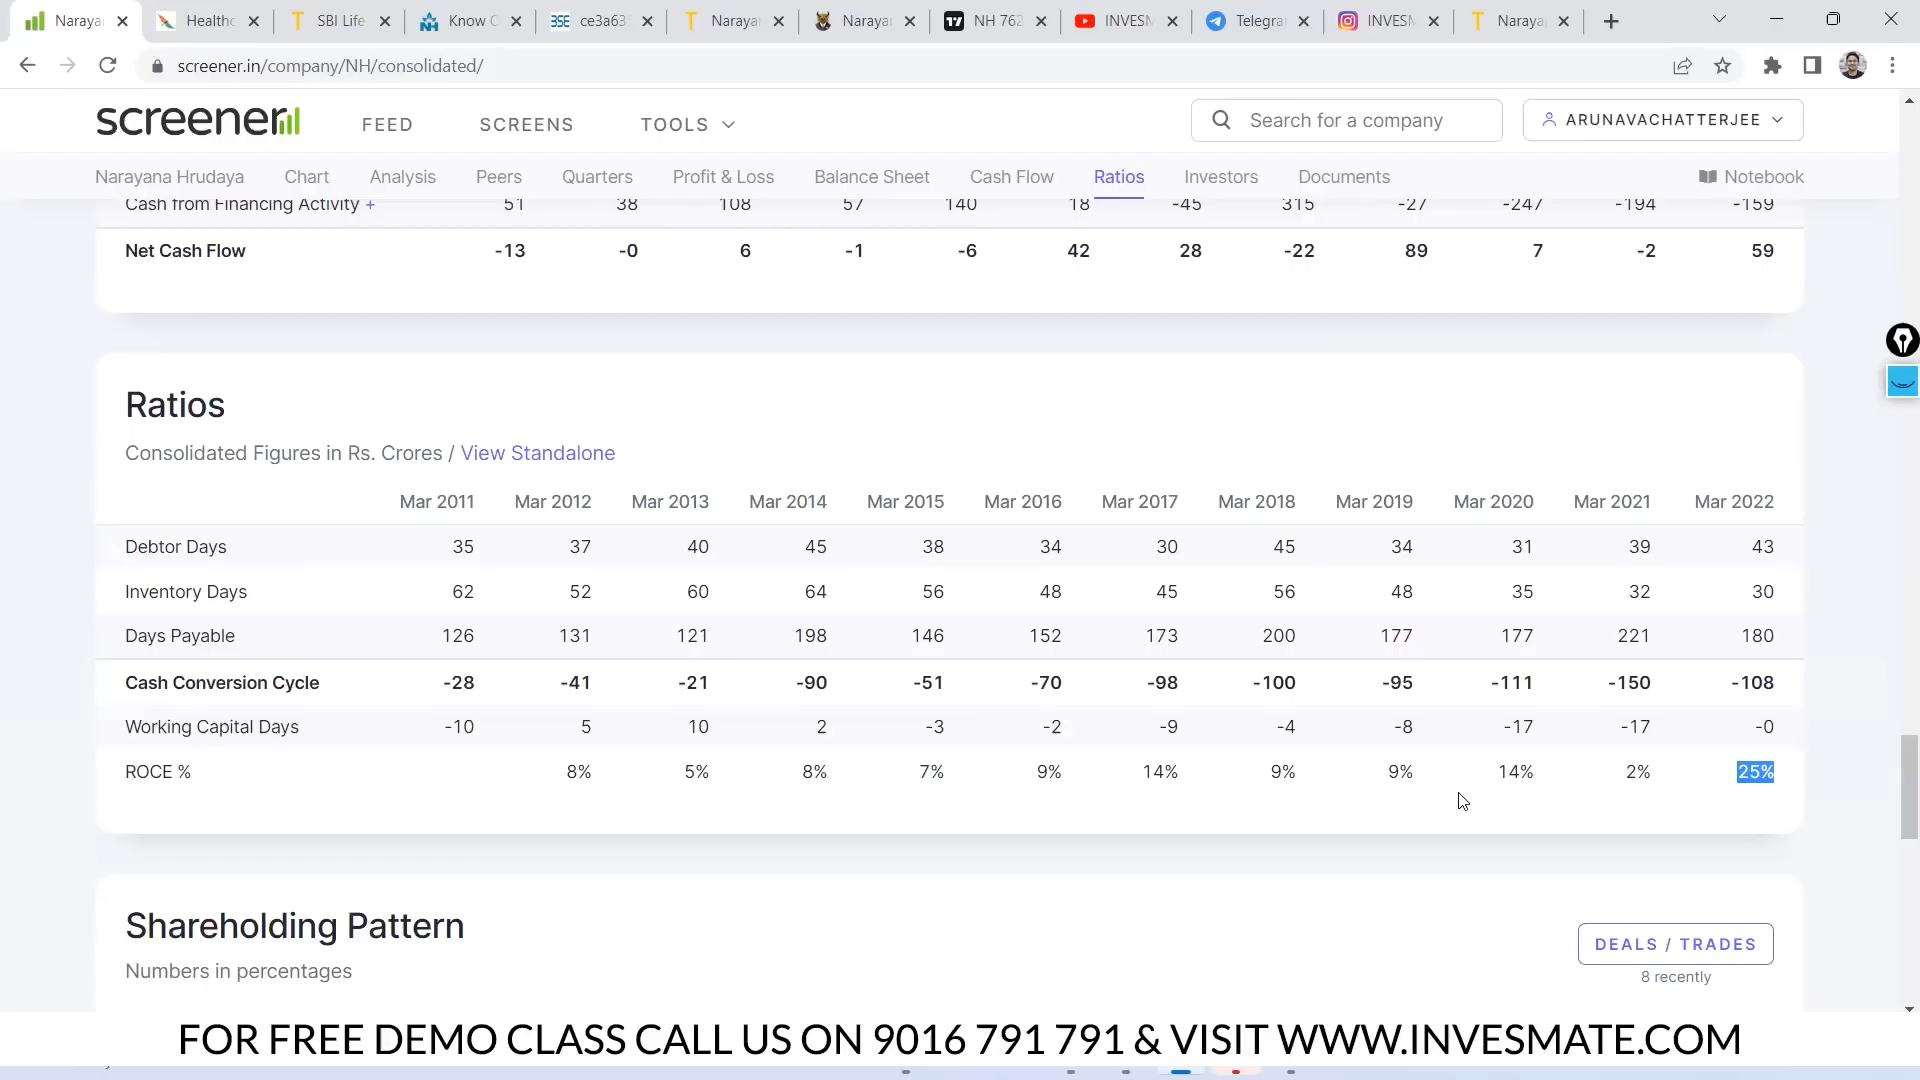 Naraya Healthc SBI Life Know C ce3a63 Naraya Naraya NH 762 INVESM Telegra INVESM Naraya
screener.in/company/NH/consolidated/
screener FEED SCREENS TOOLS Search for a company ARUNAVACHATTERJEE
Narayana Hrudaya Chart Analysis Peers Quarters Profit & Loss Balance Sheet Cash Flow Ratios Investors Documents Notebook
Cash from Financing Activity + 51 38 108 57 140 18 -45 315 -27 -247 -194 -159
Net Cash Flow -13 -0 6 -1 -6 42 28 -22 89 7 -2 59
Ratios
Consolidated Figures in Rs. Crores / View Standalone
Mar 2011 Mar 2012 Mar 2013 Mar 2014 Mar 2015 Mar 2016 Mar 2017 Mar 2018 Mar 2019 Mar 2020 Mar 2021 Mar 2022
Debtor Days 35 37 40 45 38 34 30 45 34 31 39 43
Inventory Days 62 52 60 64 56 48 45 56 48 35 32 30
Days Payable 126 131 121 198 146 152 173 200 177 177 221 180
Cash Conversion Cycle -28 -41 -21 -90 -51 -70 -98 -100 -95 -111 -150 -108
Working Capital Days -10 5 10 2 -3 -2 -9 -4 -8 -17 -17 -0
ROCE % 8% 5% 8% 7% 9% 14% 9% 9% 14% 2% 25%
Shareholding Pattern
DEALS / TRADES
Numbers in percentages
8 recently
FOR FREE DEMO CLASS CALL US ON 9016 791 791 & VISIT WWW.INVESMATE.COM